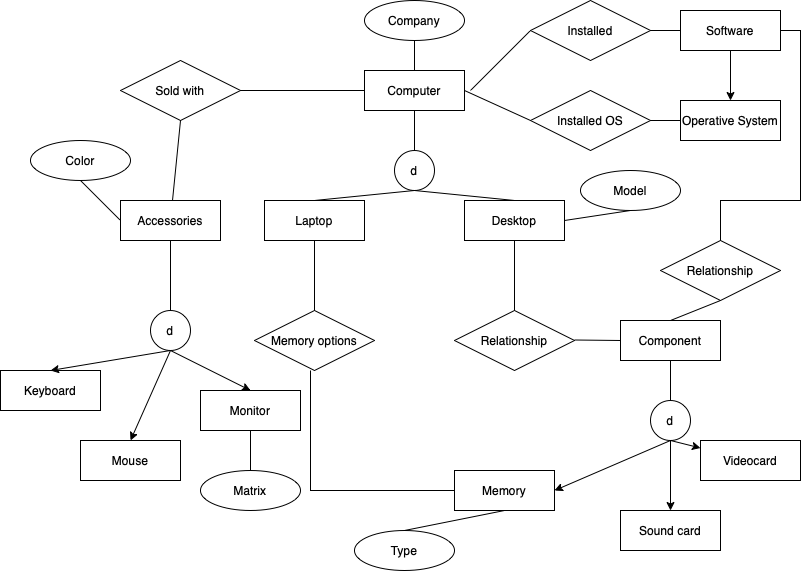 Company
Installed
Software
Sold with
Computer
Installed OS
Operative System
Color
d
Model
Accessories
Laptop
Desktop
Relationship
d
Memory options
Relationship
Component
Keyboard
Monitor
d
Mouse
Videocard
Matrix
Memory
Sound card
Type